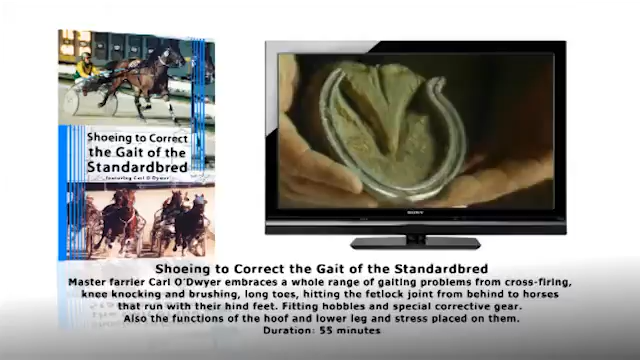 Shoeing to Correct
the Gait of the
Standardbred
featuring Carl O'Dwyer
SONY
Shoeing to Correct the Gait of the Standardbred
Master farrier Carl O'Dwyer embraces a whole range of gaiting problems from cross-firing,
knee knocking and brushing, long toes, hitting the fetlock joint from behind to horses
that run with their hind feet. Fitting hobbles and special corrective gear.
Also the functions of the hoof and lower leg and stress placed on them.
Duration: 55 minutes